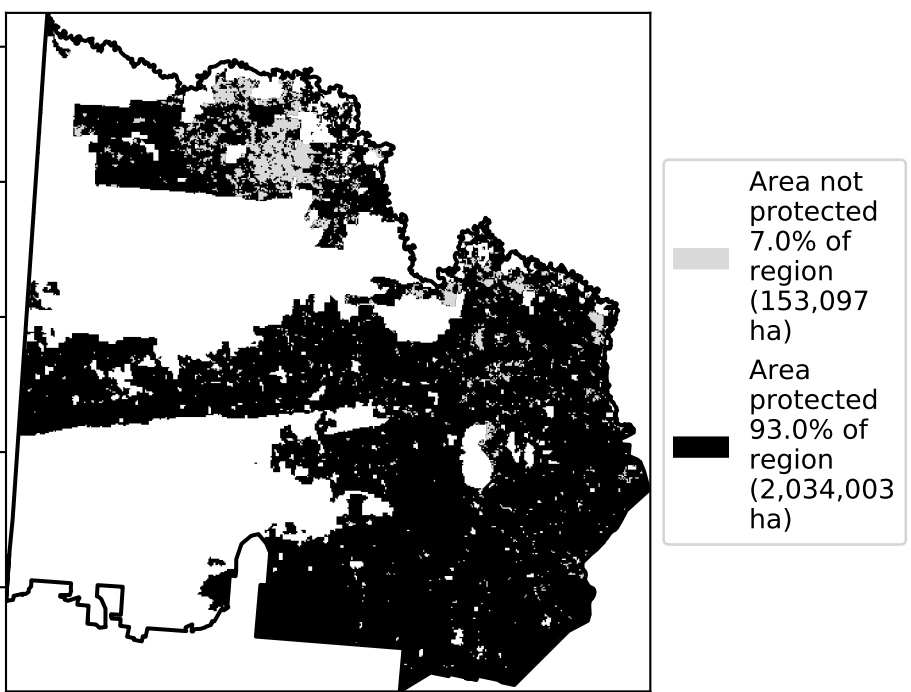 Area not
protected
7.0% of
region
(153,097
ha)
Area
protected
93.0% of
region
(2,034,003
ha)